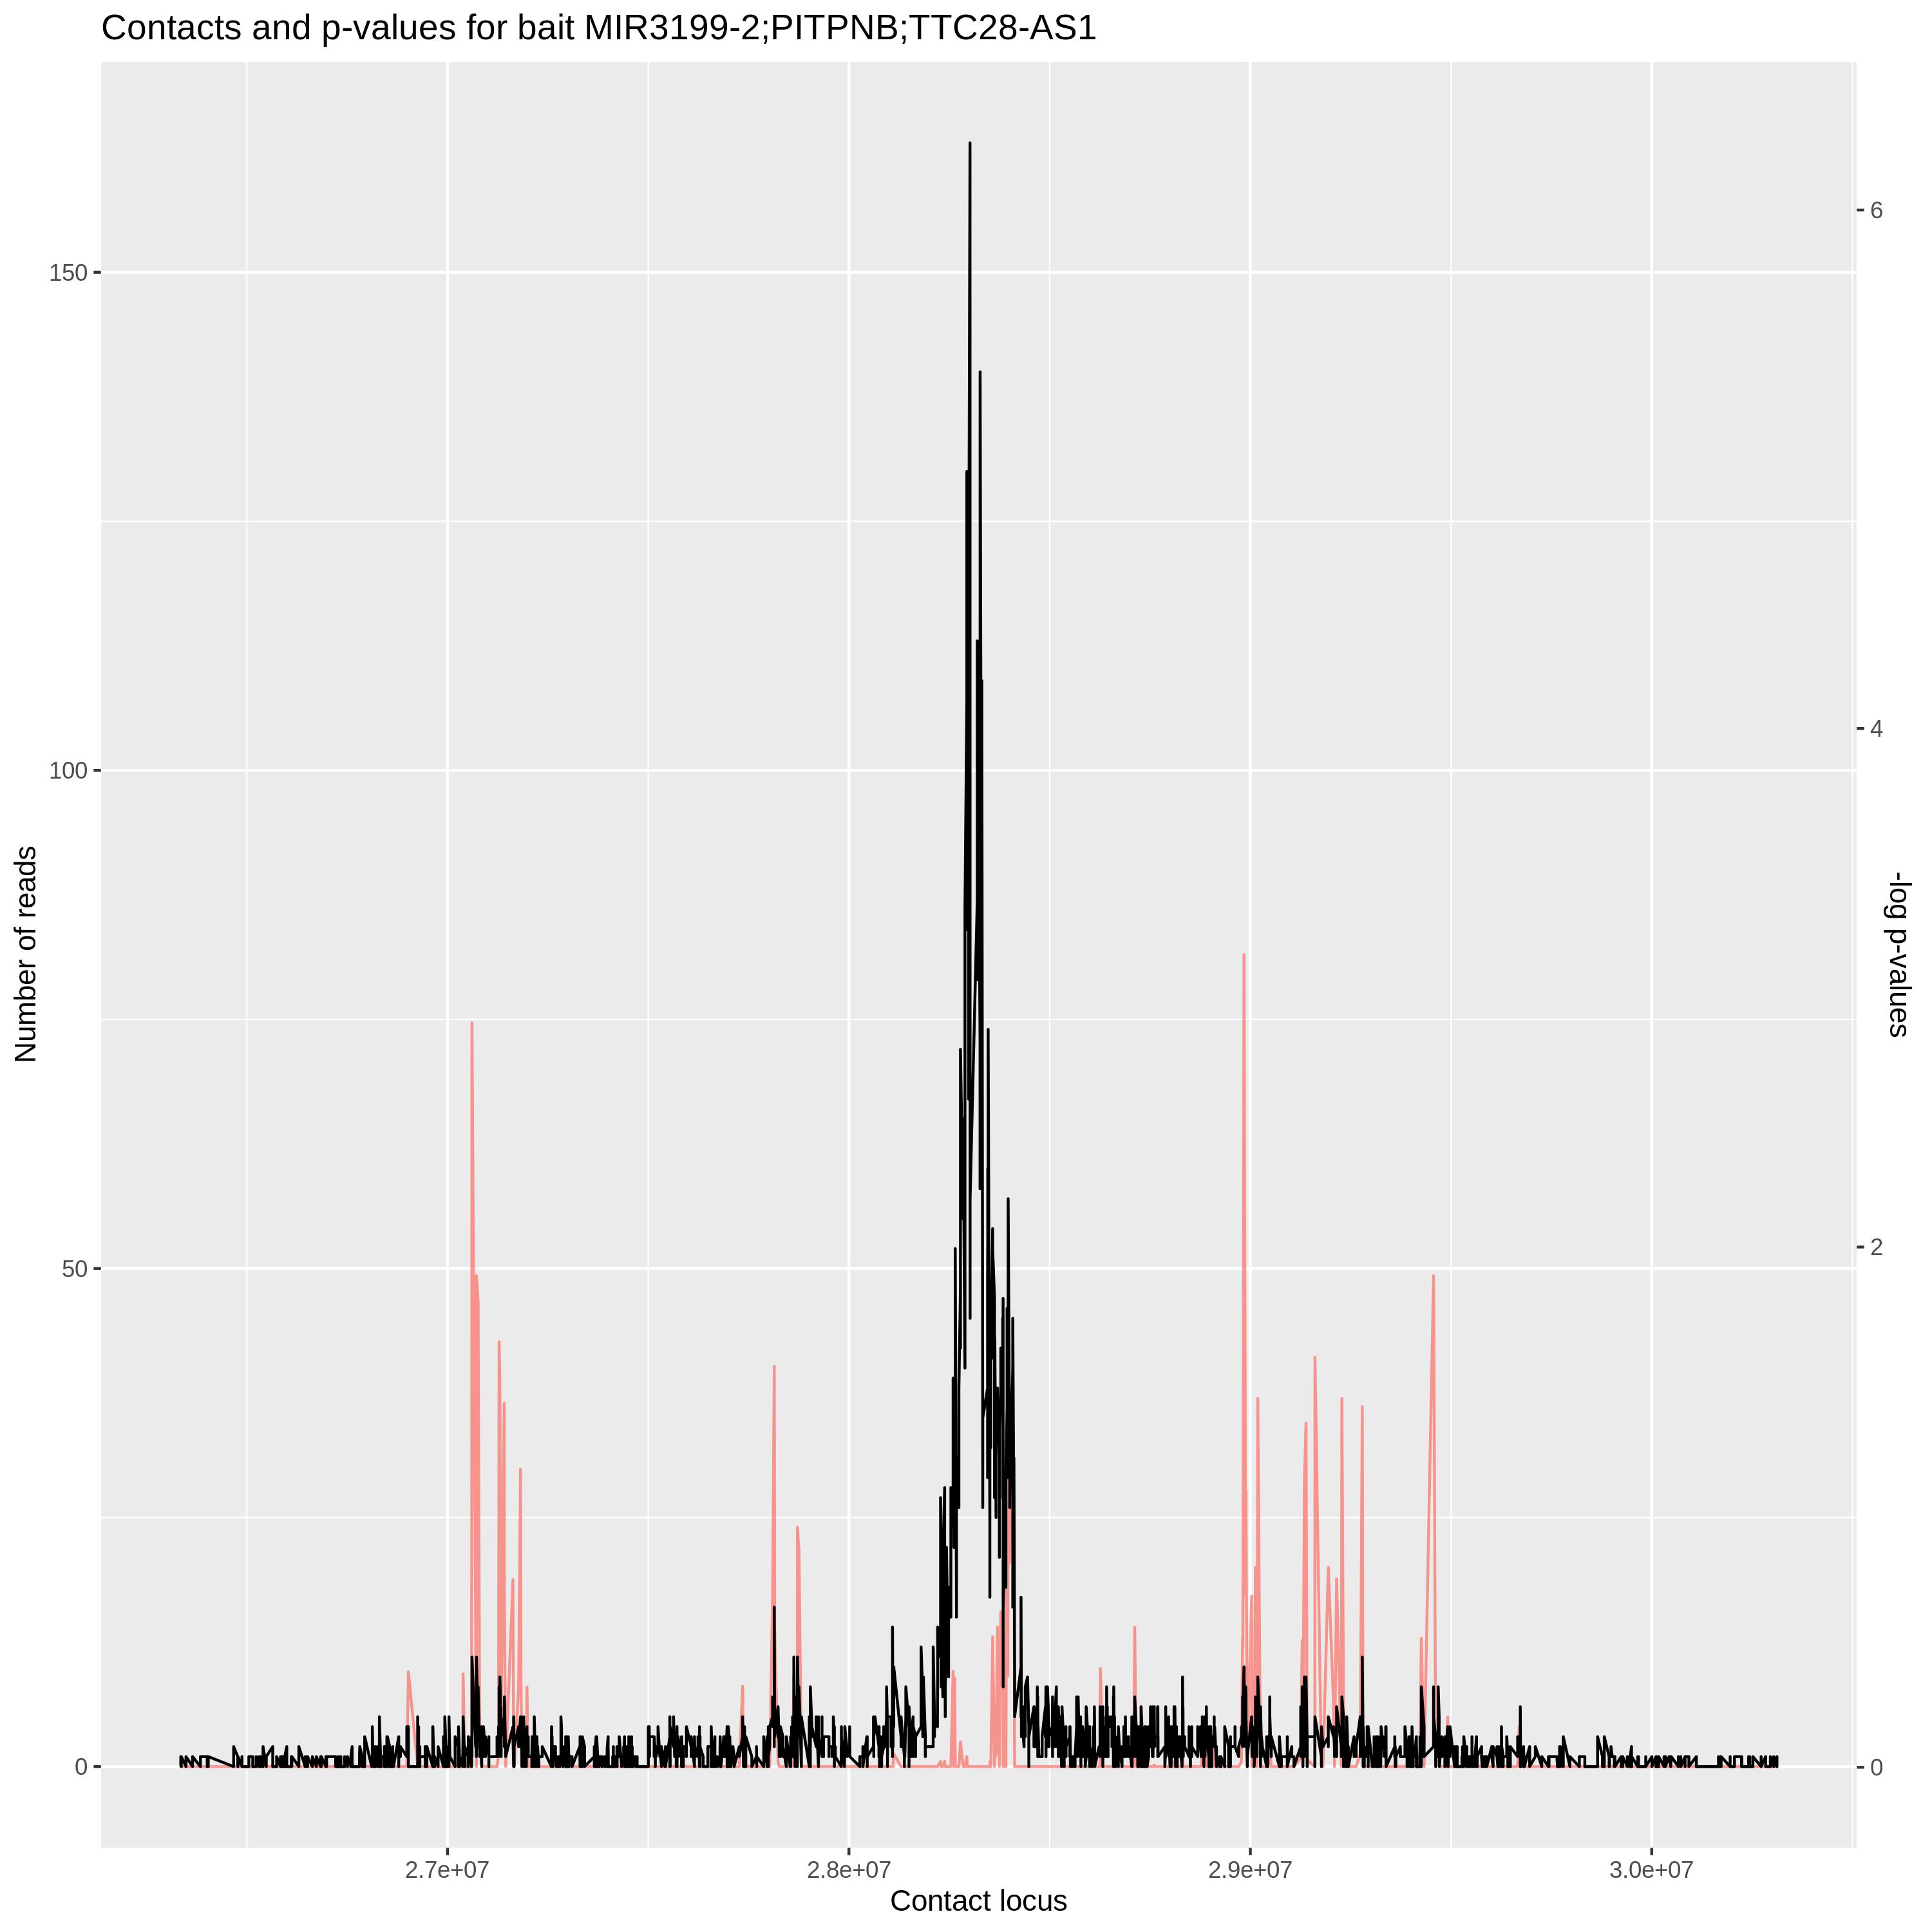 Contacts and p-values for bait MIR3199-2;PITPNB;TTC28-AS1
150
100
50
0
Number of reads
6
4
2
0
-log p-values
2.7e+07
2.8e+07
2.9e+07
3.0e+07
Contact locus